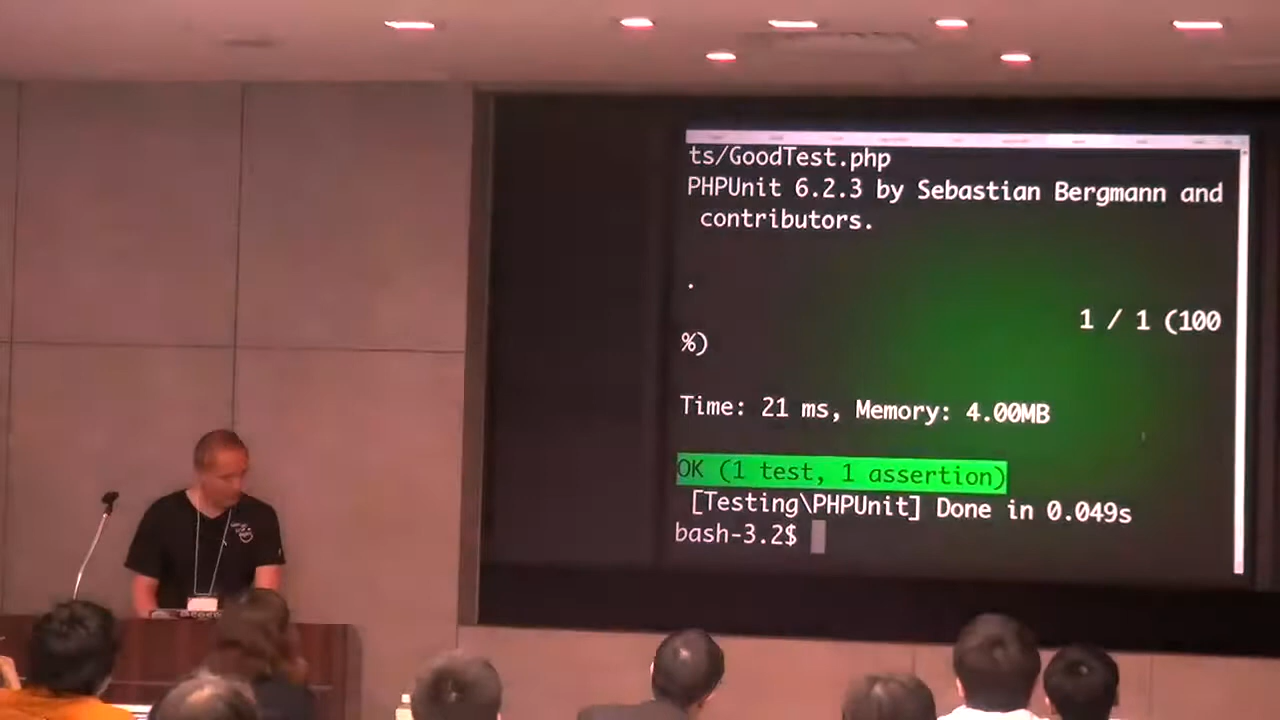 ts/GoodTest.php
PHPUnit 6.2.3 by Sebastian Bergmann and
contributors.
.
1 / 1 (100
%)
Time: 21 ms, Memory: 4.00MB
OK (1 test, 1 assertion)
[Testing\PHPUnit] Done in 0.049s
bash-3.2$